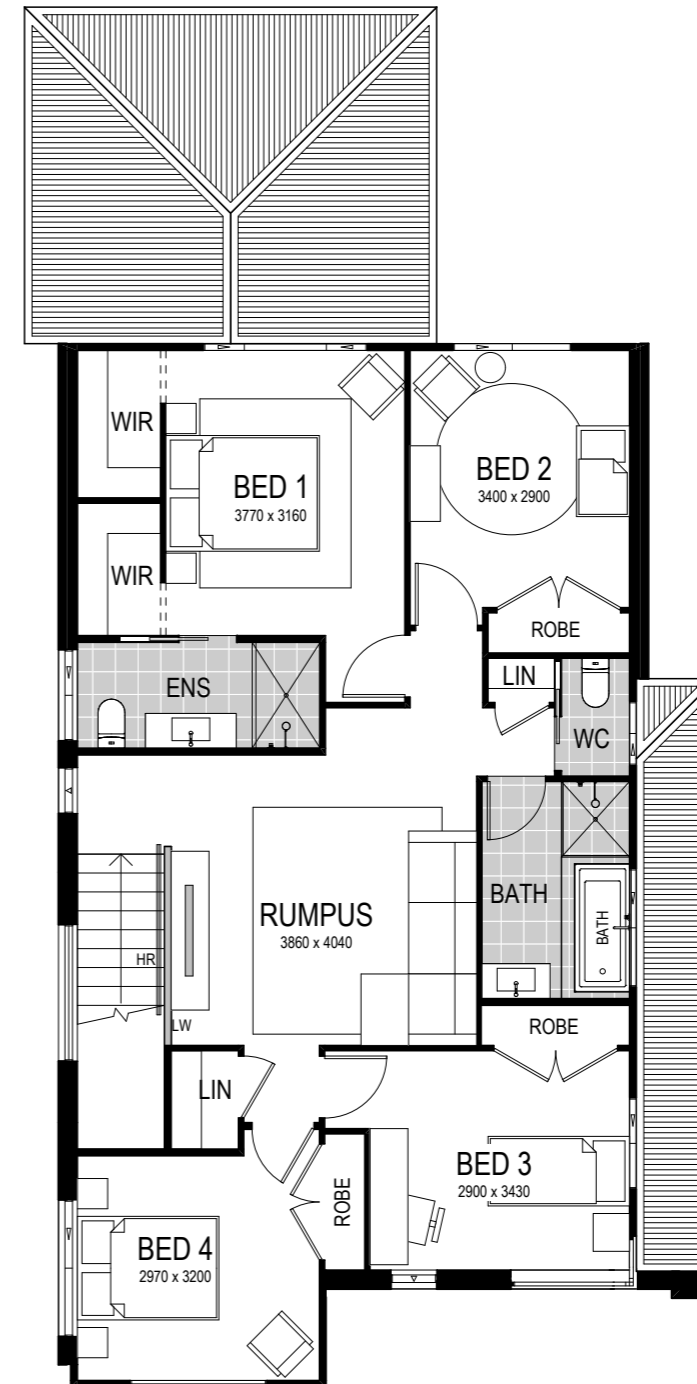 WIR
BED 1
3770 x 3160
BED 2
3400 x 2900
WIR
ROBE
ENS
LIN
WC
BATH
BATH
RUMPUS
3860 x 4040
HR
LW
ROBE
LIN
BED 3
2900 x 3430
ROBE
BED 4
2970 x 3200